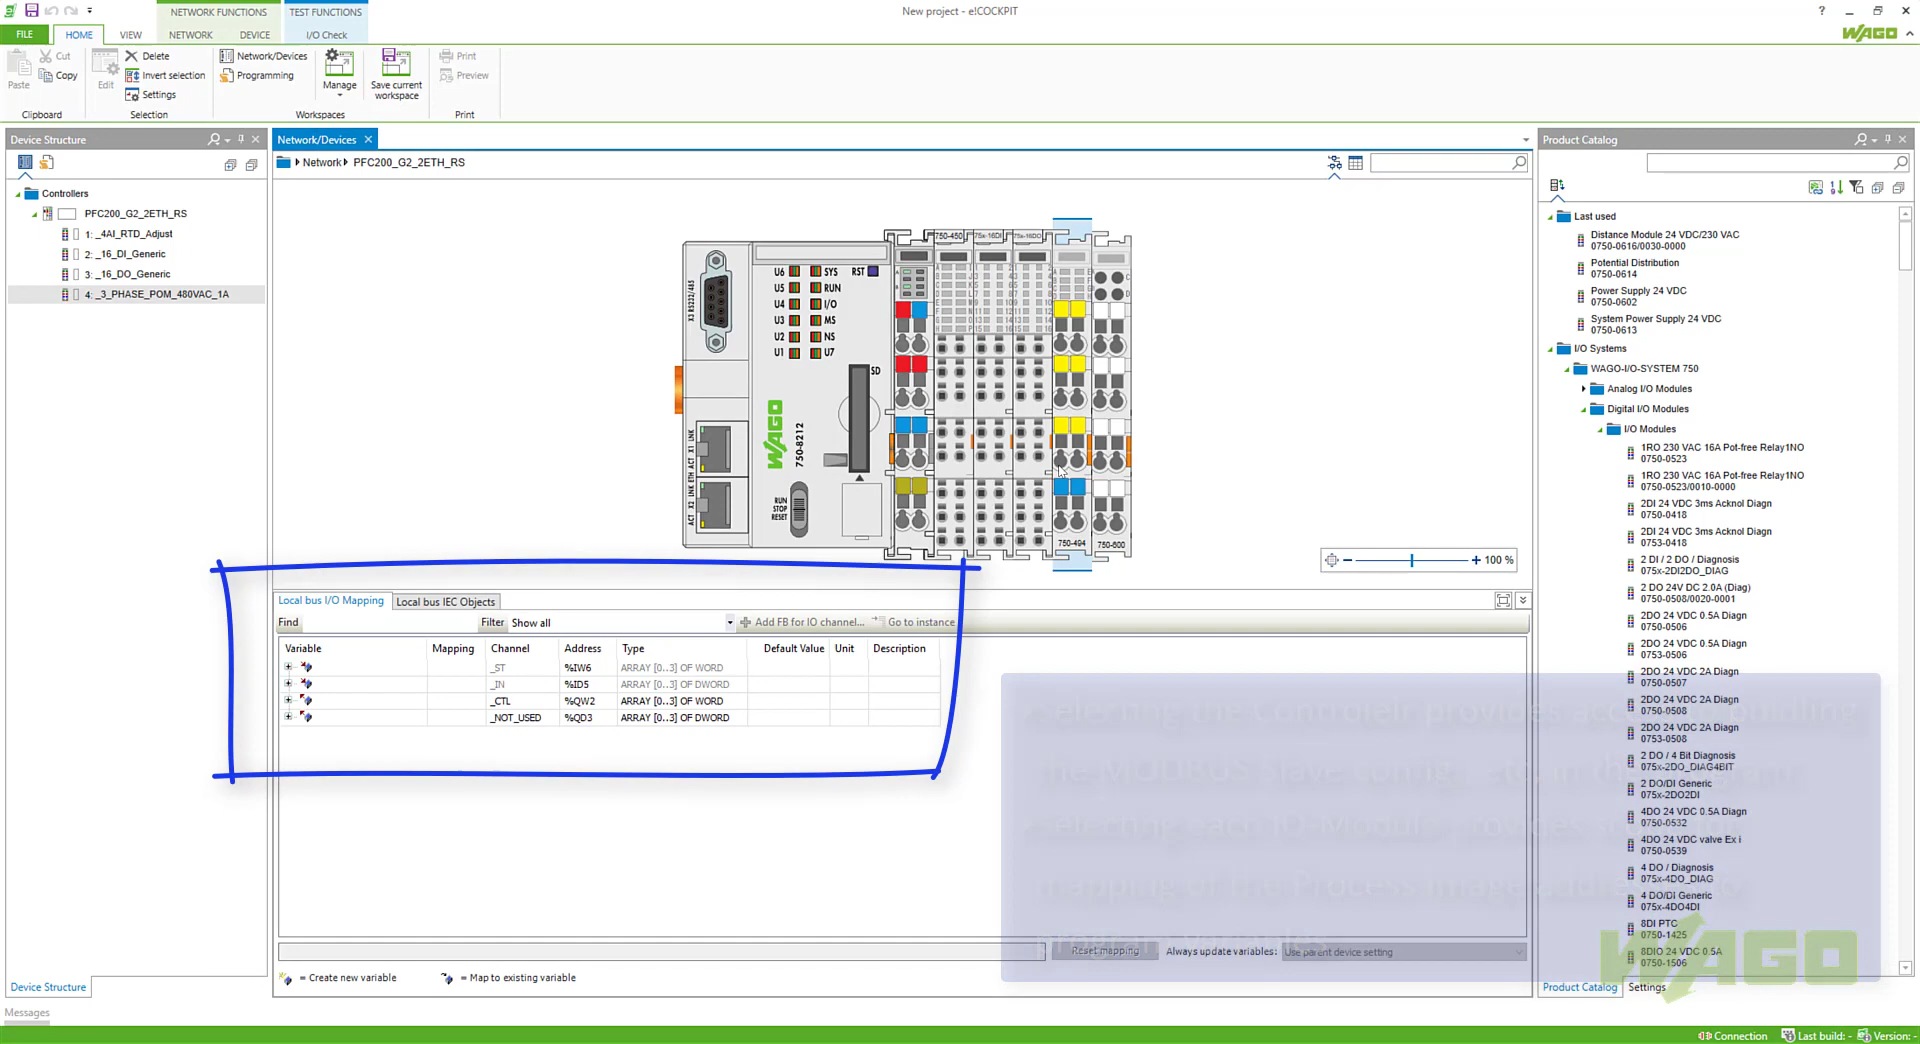 New project - e!COCKPIT
NETWORK FUNCTIONS
TEST FUNCTIONS
FILE
HOME
VIEW
NETWORK
DEVICE
I/O Check
WAGO
Paste
Cut
Copy
Edit
Delete
Invert selection
Settings
Network/Devices
Programming
Manage
Save current
workspace
Print
Preview
Clipboard
Selection
Workspaces
Print
Device Structure
Controllers
PFC200_G2_2ETH_RS
1: _4AI_RTD_Adjust
2: _16_DI_Generic
3: _16_DO_Generic
4: _3_PHASE_POM_480VAC_1A
Device Structure
Messages
Network/Devices
Network
PFC200_G2_2ETH_RS
X3 RS232/485
U6 SYS RST
U5 RUN
U4 I/O
U3 MS
U2 NS
U1 U7
SD
WAGO
750-8212
RUN
STOP
RESET
ACT X2 LNK ETH ACT X1 LNK
750-450
75x-16DI
75x-16DO
750-494
750-600
100 %
Local bus I/O Mapping
Local bus IEC Objects
Find
Filter Show all
Add FB for IO channel...
Go to instance
Variable Mapping Channel Address Type Default Value Unit Description
_ST %IW6 ARRAY [0..3] OF WORD
_IN %ID5 ARRAY [0..3] OF DWORD
_CTL %QW2 ARRAY [0..3] OF WORD
_NOT_USED %QD3 ARRAY [0..3] OF DWORD
Reset mapping
Always update variables:
Use parent device setting
= Create new variable
= Map to existing variable
Product Catalog
Last used
Distance Module 24 VDC/230 VAC
0750-0616/0030-0000
Potential Distribution
0750-0614
Power Supply 24 VDC
0750-0602
System Power Supply 24 VDC
0750-0613
I/O Systems
WAGO-I/O-SYSTEM 750
Analog I/O Modules
Digital I/O Modules
I/O Modules
1RO 230 VAC 16A Pot-free Relay1NO
0750-0523
1RO 230 VAC 16A Pot-free Relay1NO
0750-0523/0010-0000
2DI 24 VDC 3ms Acknol Diagn
0750-0418
2DI 24 VDC 3ms Acknol Diagn
0753-0418
2 DI / 2 DO / Diagnosis
075x-2DI2DO_DIAG
2 DO 24V DC 2.0A (Diag)
0750-0508/0020-0001
2DO 24 VDC 0.5A Diagn
0750-0506
2DO 24 VDC 0.5A Diagn
0753-0506
2DO 24 VDC 2A Diagn
0750-0507
2DO 24 VDC 2A Diagn
0750-0508
2DO 24 VDC 2A Diagn
0753-0508
2 DO / 4 Bit Diagnosis
075x-2DO_DIAG4BIT
2 DO/DI Generic
075x-2DO2DI
4DO 24 VDC 0.5A Diagn
0750-0532
4DO 24 VDC valve Ex i
0750-0539
4 DO / Diagnosis
075x-4DO_DIAG
4 DO/DI Generic
075x-4DO4DI
8DI PTC
0750-1425
8DIO 24 VDC 0.5A
0750-1506
Product Catalog
Settings
WAGO
Connection
Last build: -
Version: -